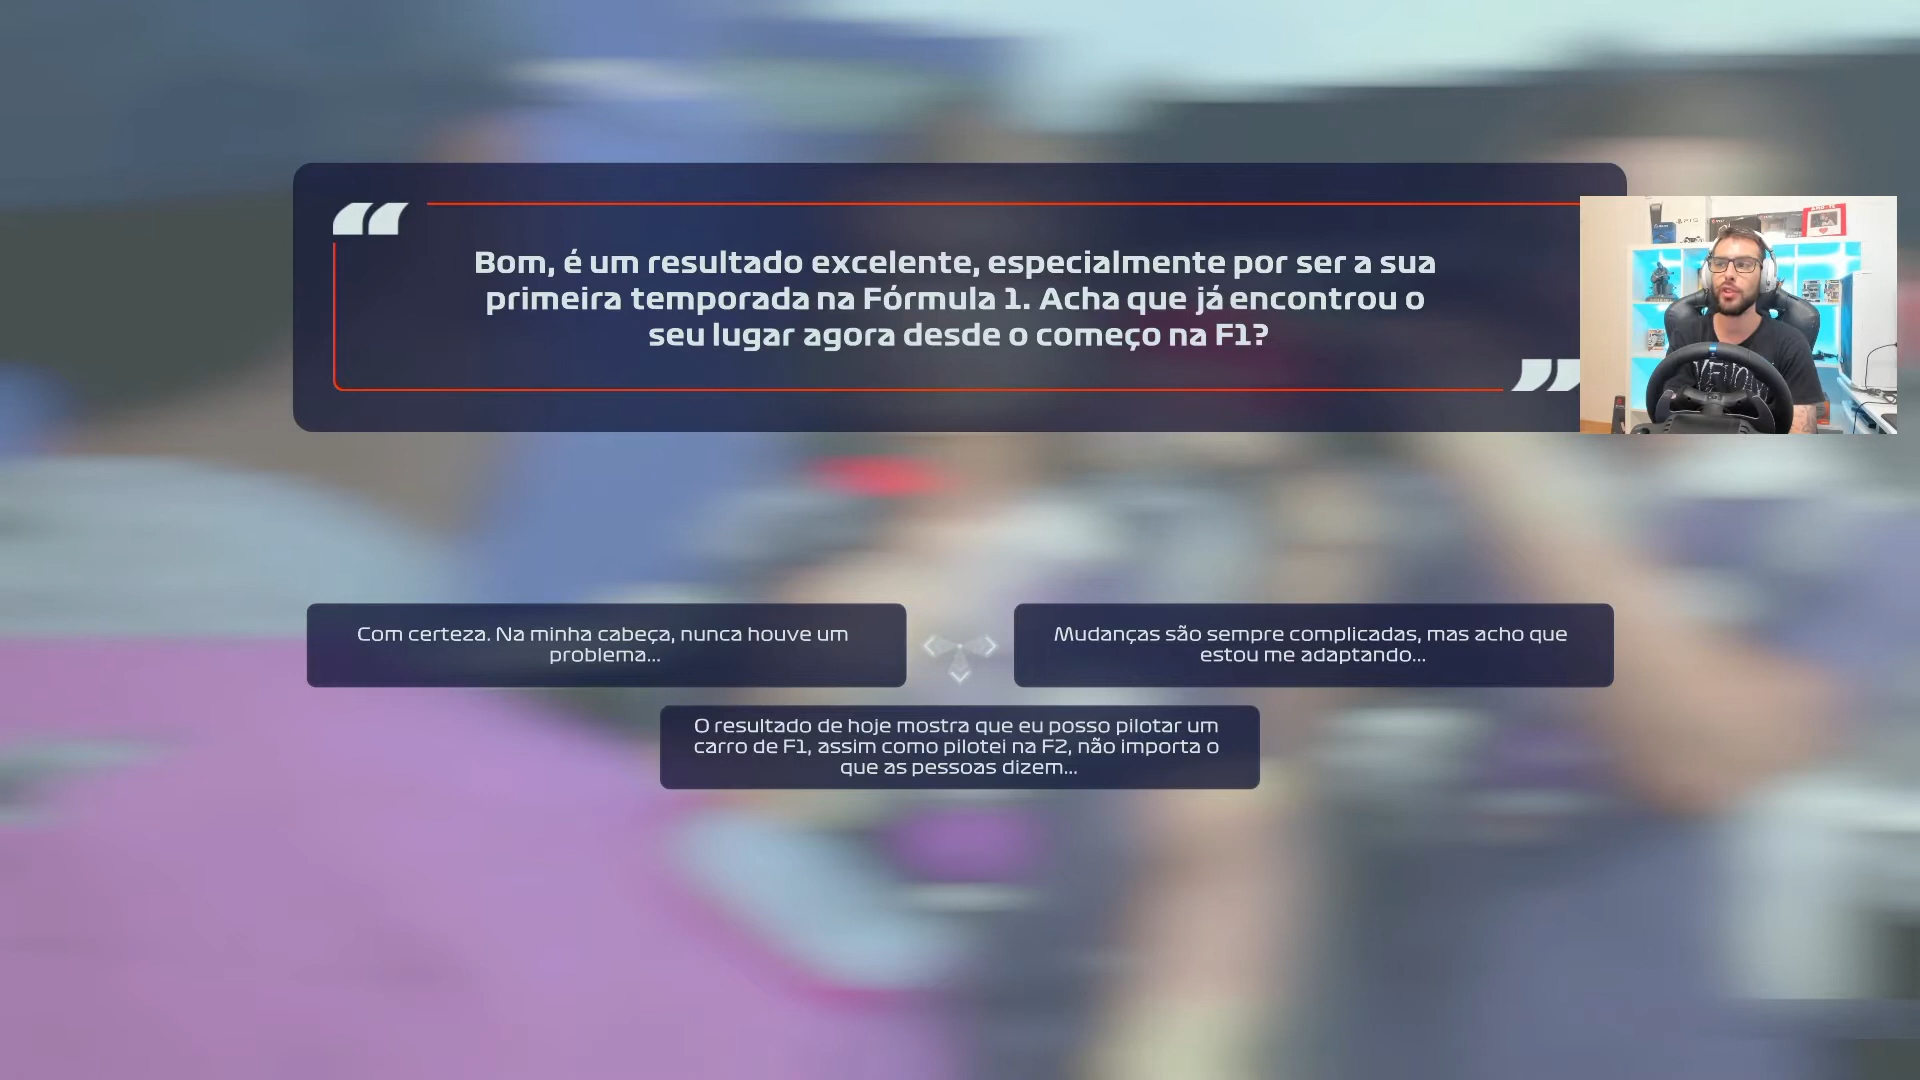 Bom, é um resultado excelente, especialmente por ser a sua
primeira temporada na Fórmula 1. Acha que já encontrou o
seu lugar agora desde o começo na F1?
Com certeza. Na minha cabeça, nunca houve um
problema...
Mudanças são sempre complicadas, mas acho que
estou me adaptando...
O resultado de hoje mostra que eu posso pilotar um
carro de F1, assim como pilotei na F2, não importa o
que as pessoas dizem...